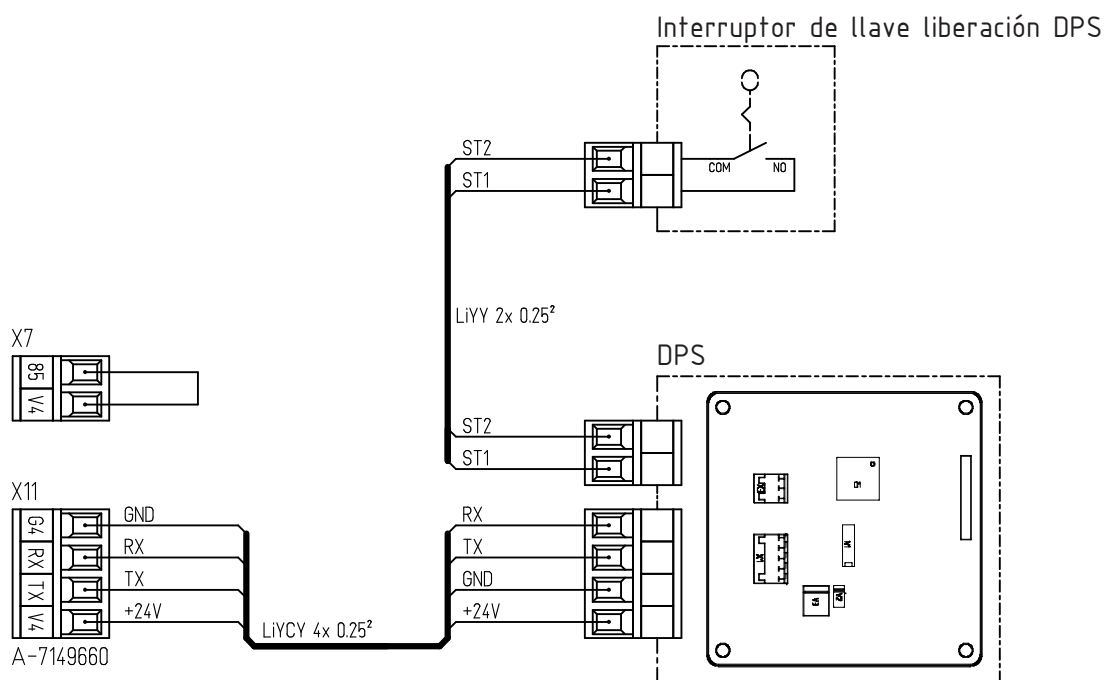 Interruptor de llave liberación DPS
COM NO
ST2
ST1
LiYY 2x 0.25²
X7
85
V4
DPS
ST2
ST1
X11
G4
RX
TX
V4
GND
RX
TX
+24V
A-7149660
LiYCY 4x 0.25²
RX
TX
GND
+24V
X1